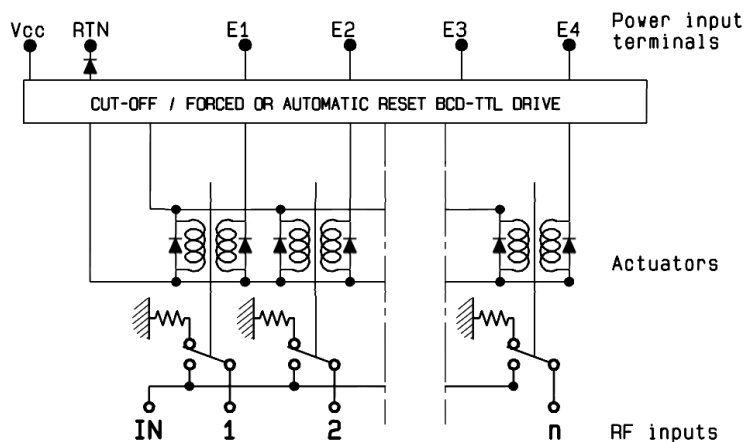 Vcc RTN E1 E2 E3 E4 Power input
terminals
CUT-OFF / FORCED OR AUTOMATIC RESET BCD-TTL DRIVE
Actuators
IN 1 2 n RF inputs